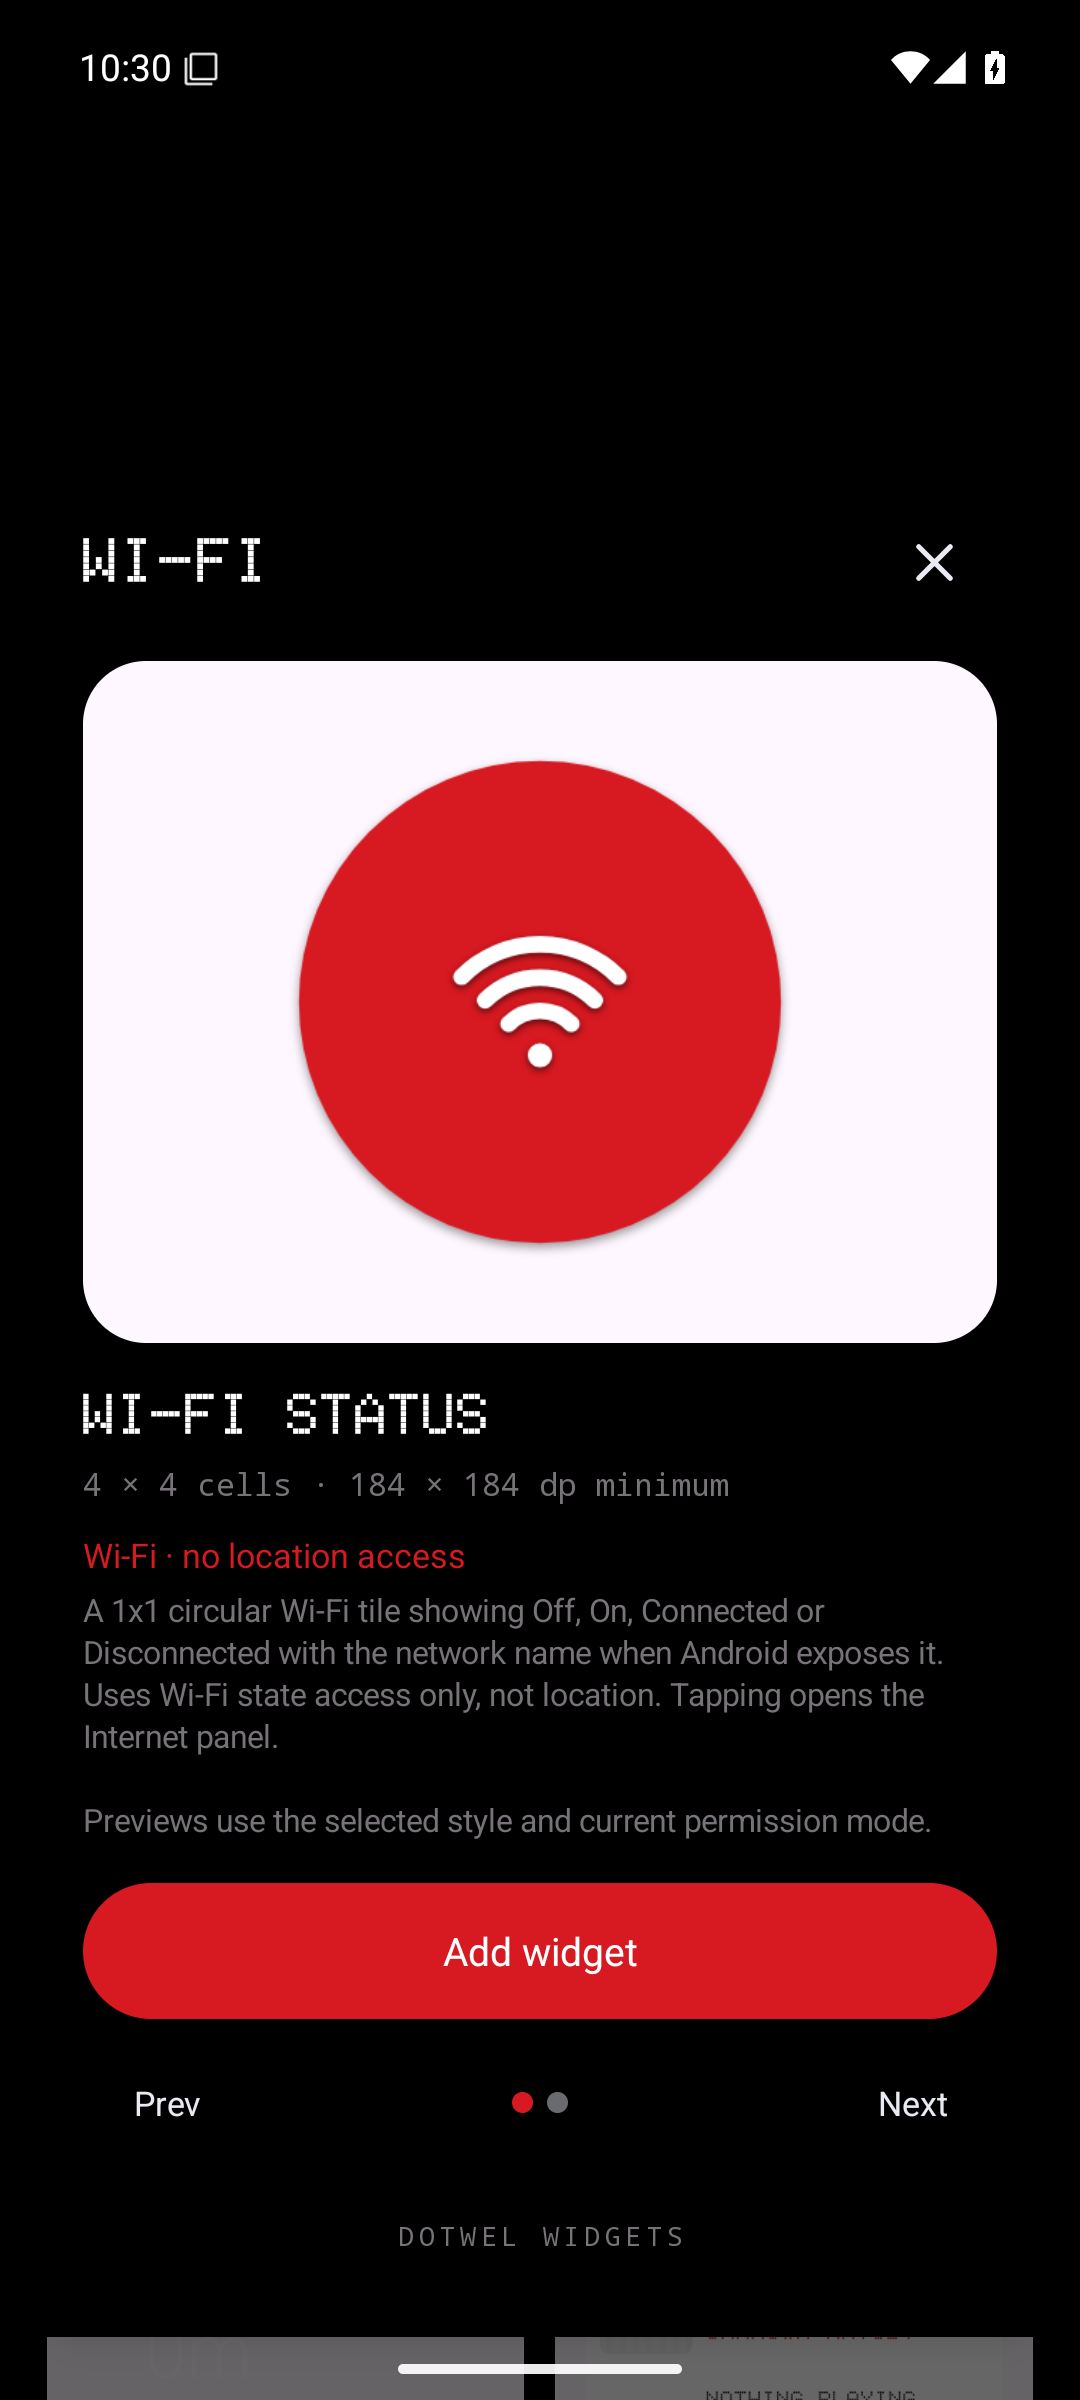 10:30
WI-FI
WI-FI STATUS
4 × 4 cells · 184 × 184 dp minimum
Wi-Fi · no location access
A 1x1 circular Wi-Fi tile showing Off, On, Connected or
Disconnected with the network name when Android exposes it.
Uses Wi-Fi state access only, not location. Tapping opens the
Internet panel.
Previews use the selected style and current permission mode.
Add widget
Prev
Next
DOTWEL WIDGETS
NOTHING PLAYING